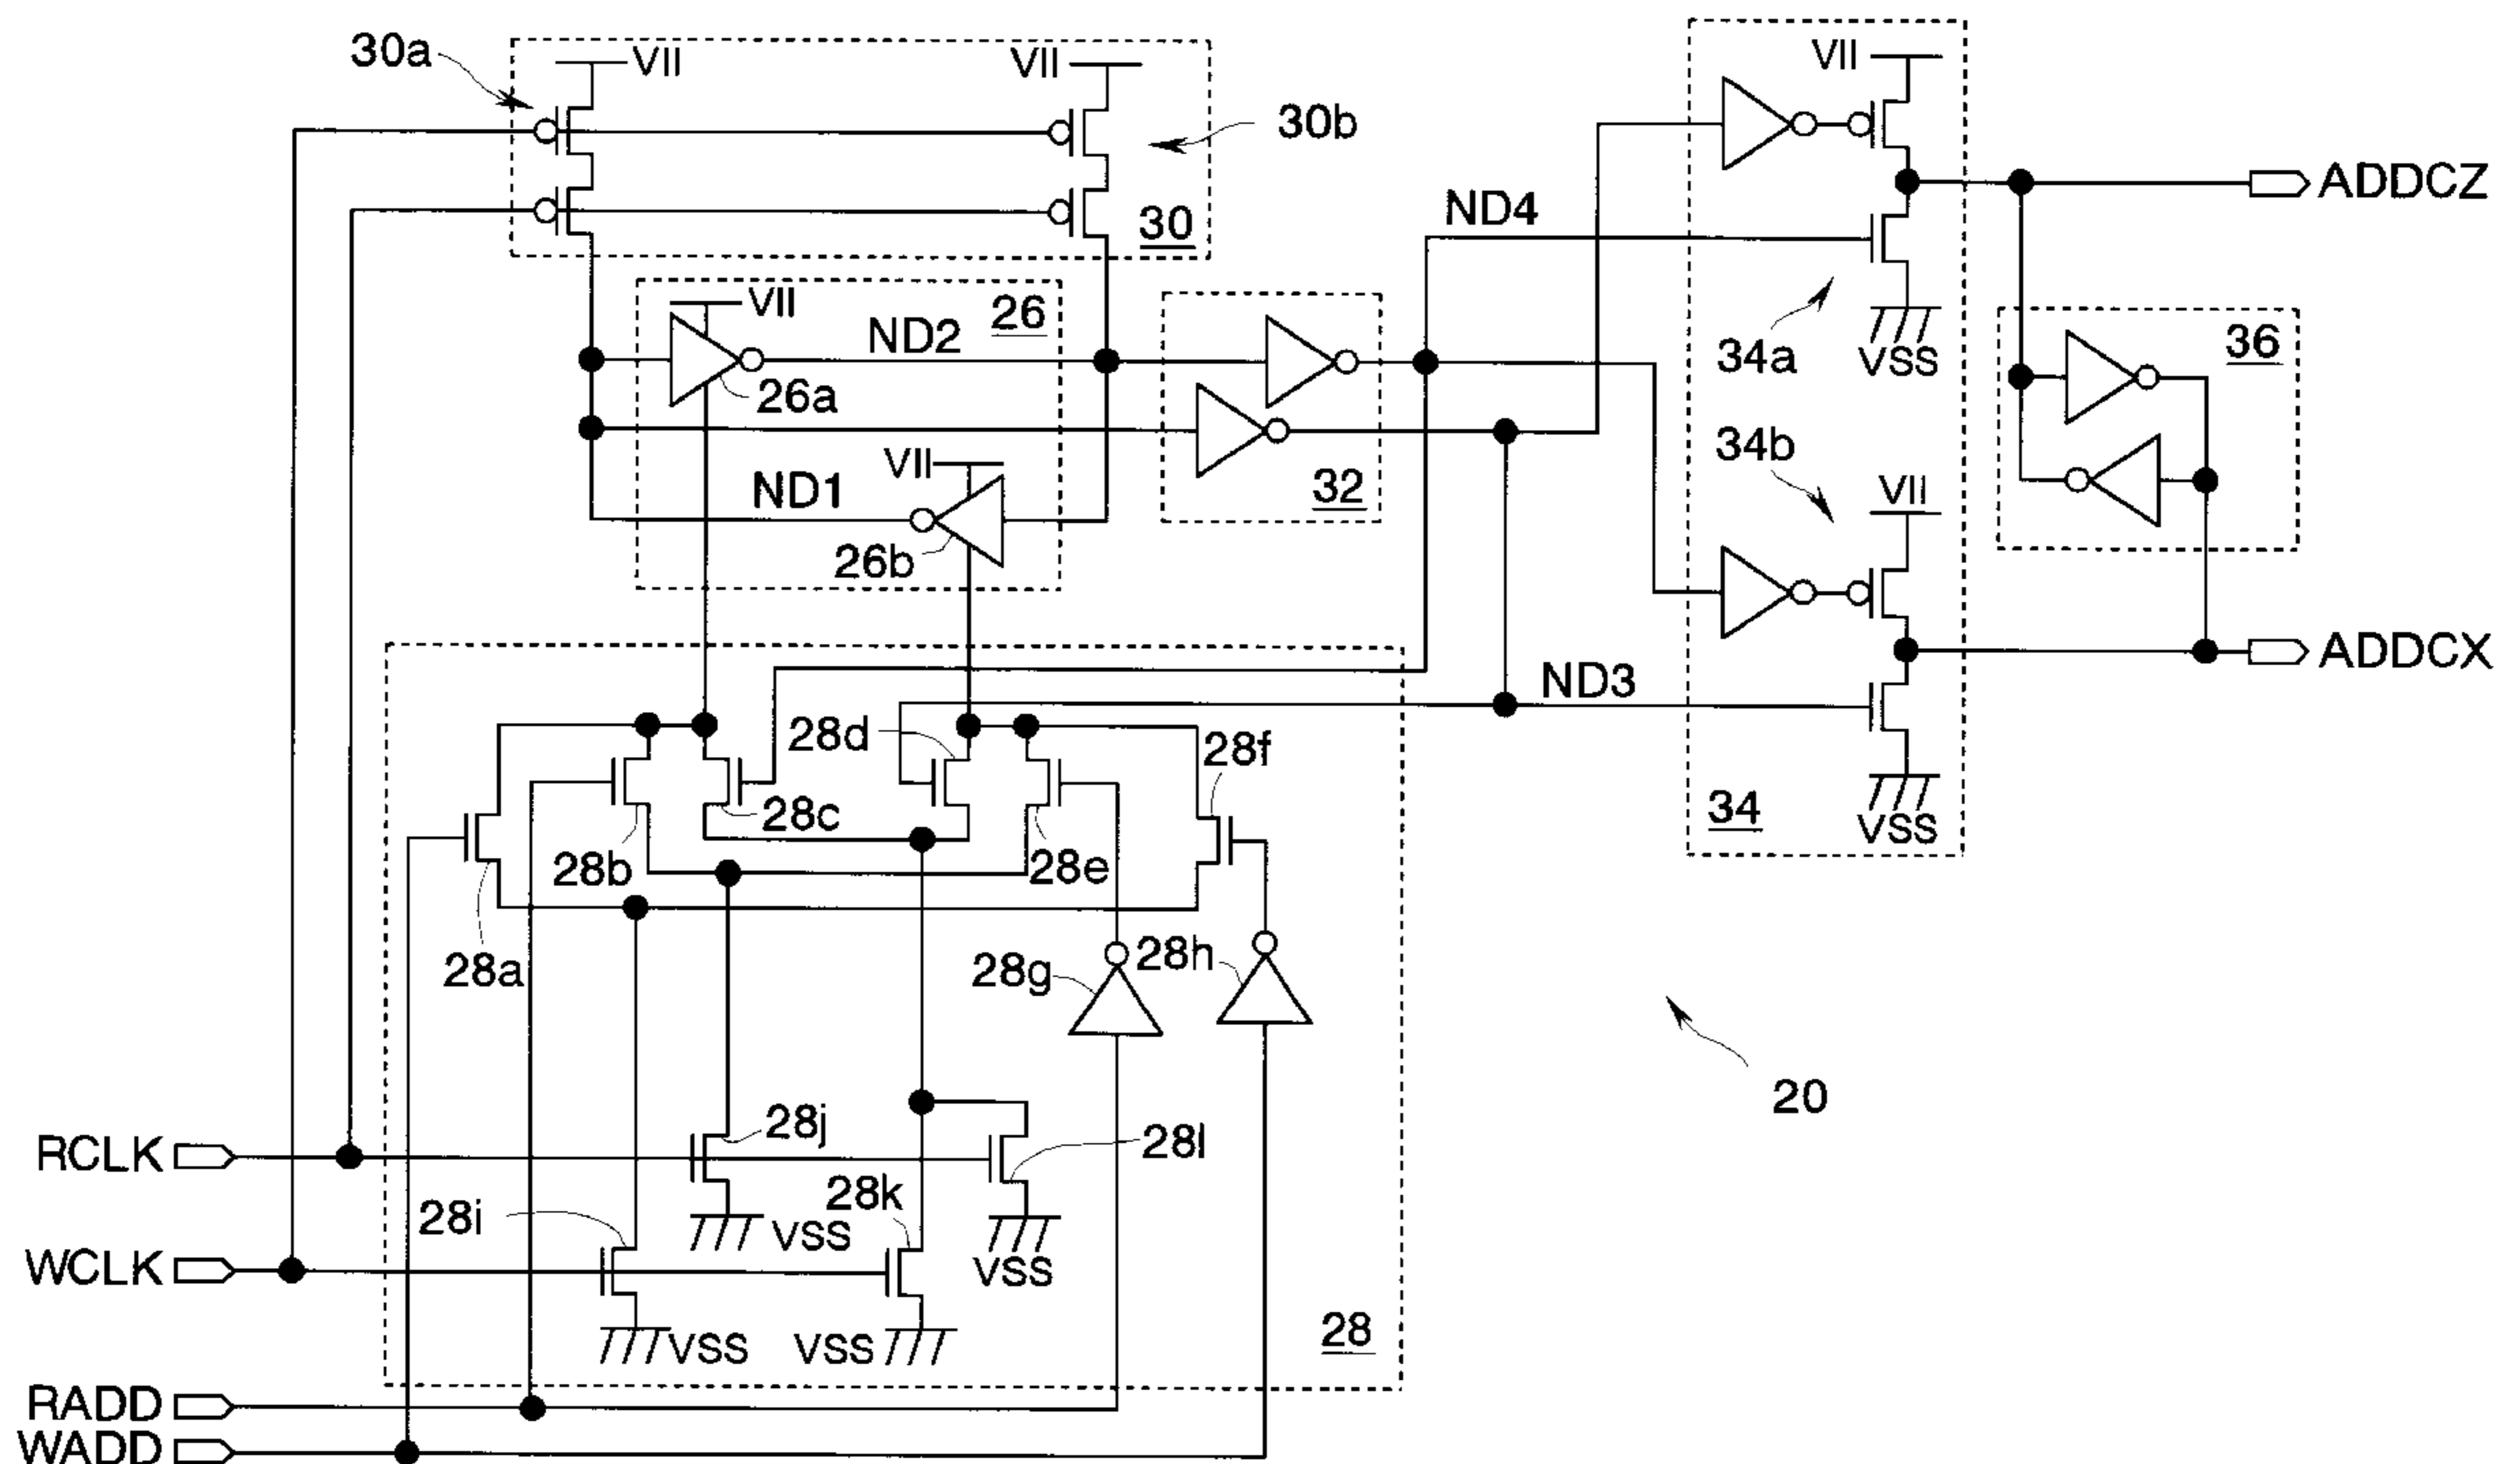 30a
VII
VII
30b
30
VII
ADDCZ
ND4
VII
26
ND2
26a
34a
VSS
36
34b
VII
ND1
VII
26b
32
ND3
ADDCX
28d
28f
28c
28b
28e
34
VSS
28a
28g
28h
20
RCLK
28j
28l
28k
28i
VSS
VSS
WCLK
VSS
VSS
28
RADD
WADD